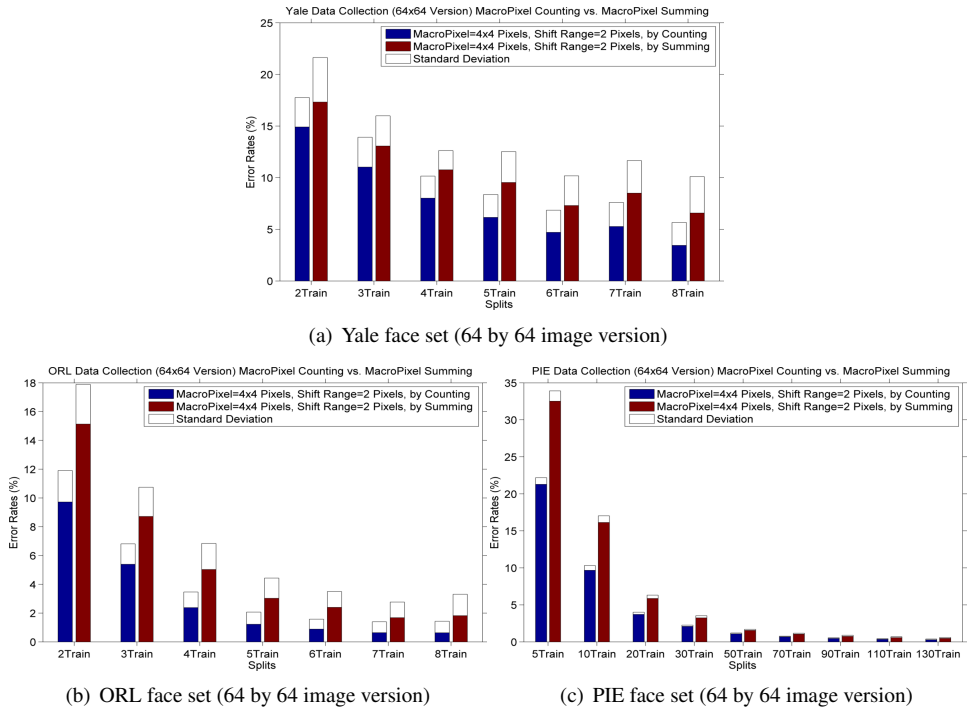 Yale Data Collection (64x64 Version) MacroPixel Counting vs. MacroPixel Summing
25
20
15
10
5
0
Error Rates (%)
MacroPixel=4x4 Pixels, Shift Range=2 Pixels, by Counting
MacroPixel=4x4 Pixels, Shift Range=2 Pixels, by Summing
Standard Deviation
2Train 3Train 4Train 5Train 6Train 7Train 8Train
Splits
(a) Yale face set (64 by 64 image version)
ORL Data Collection (64x64 Version) MacroPixel Counting vs. MacroPixel Summing
18
16
14
12
10
8
6
4
2
0
Error Rates (%)
MacroPixel=4x4 Pixels, Shift Range=2 Pixels, by Counting
MacroPixel=4x4 Pixels, Shift Range=2 Pixels, by Summing
Standard Deviation
2Train 3Train 4Train 5Train 6Train 7Train 8Train
Splits
(b) ORL face set (64 by 64 image version)
PIE Data Collection (64x64 Version) MacroPixel Counting vs. MacroPixel Summing
35
30
25
20
15
10
5
0
Error Rates (%)
MacroPixel=4x4 Pixels, Shift Range=2 Pixels, by Counting
MacroPixel=4x4 Pixels, Shift Range=2 Pixels, by Summing
Standard Deviation
5Train 10Train 20Train 30Train 50Train 70Train 90Train 110Train 130Train
Splits
(c) PIE face set (64 by 64 image version)